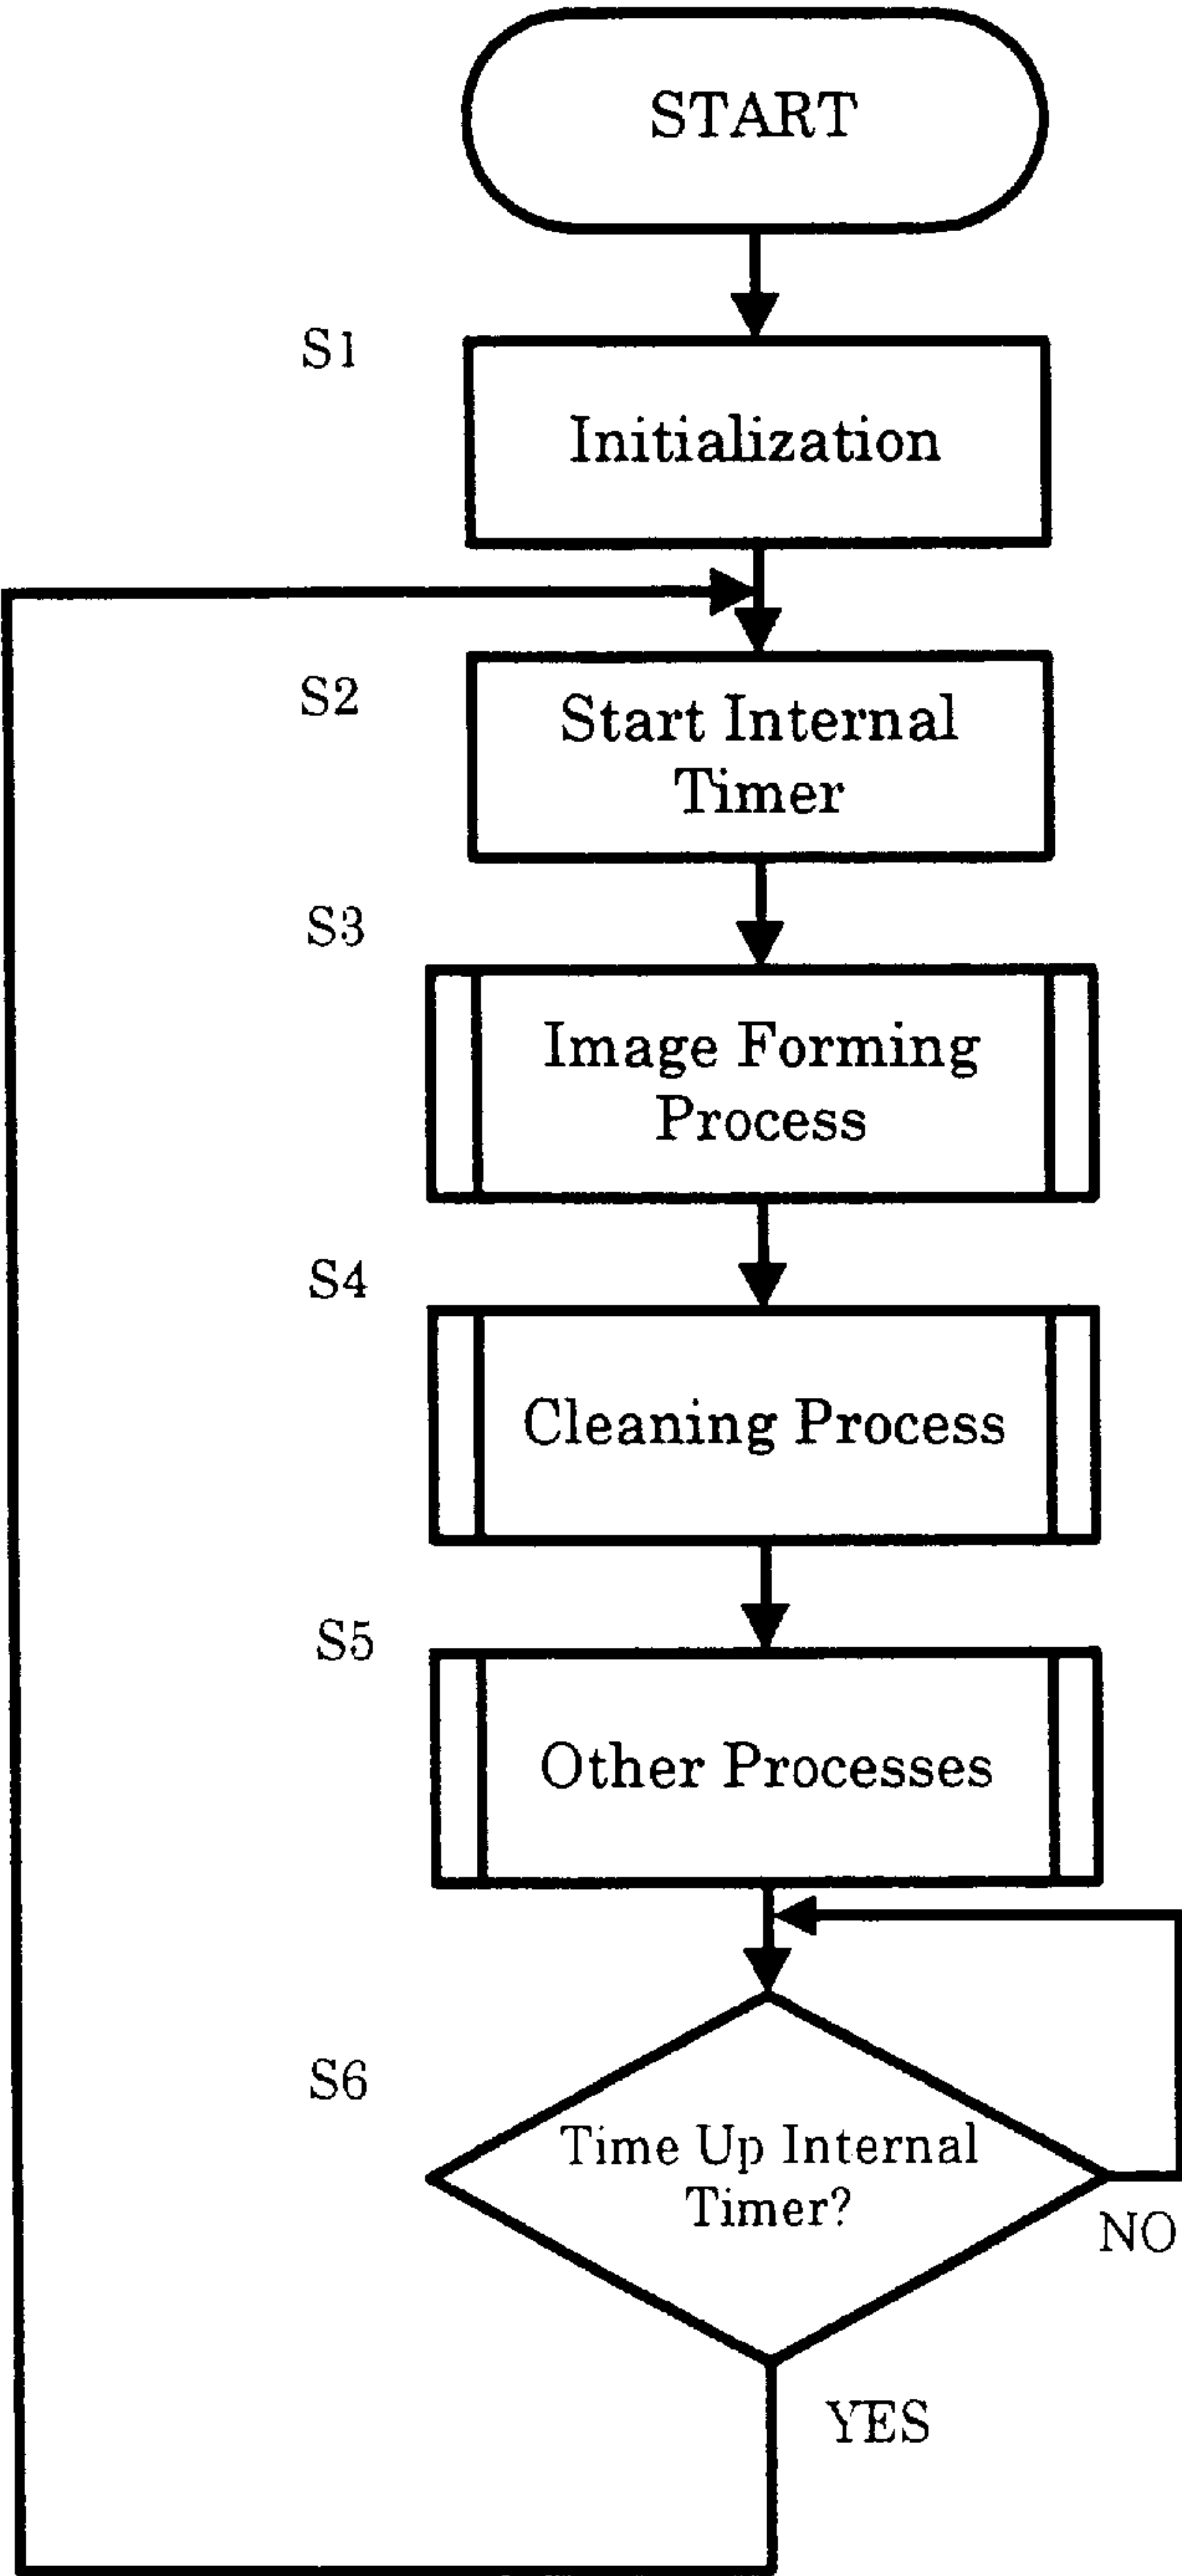 START
S1
Initialization
S2
Start Internal
Timer
S3
Image Forming
Process
S4
Cleaning Process
S5
Other Processes
S6
Time Up Internal
Timer?
NO
YES